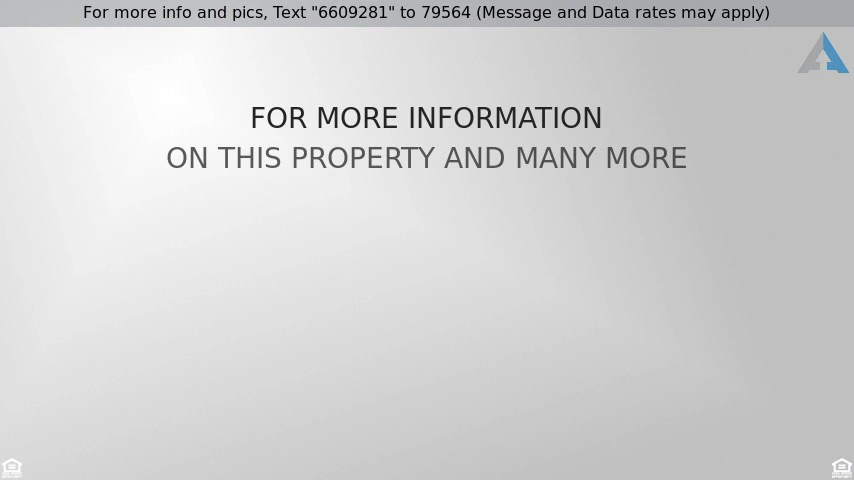 For more info and pics, Text "6609281" to 79564 (Message and Data rates may apply)
FOR MORE INFORMATION
ON THIS PROPERTY AND MANY MORE